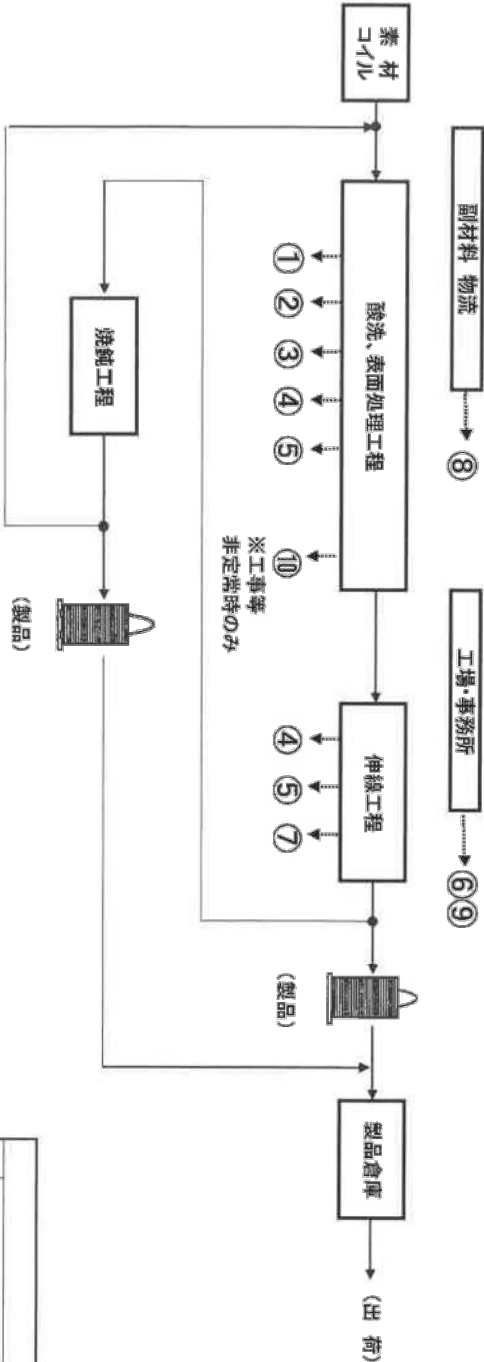 副材料 物流
⑧
工場・事務所
⑥⑨
素 材
コイル
酸洗、表面処理工程
伸線工程
製品倉庫
(出 荷)
①
②
③
④
⑤
⑩
※工事等
非定常時のみ
④
⑤
⑦
(製品)
焼鈍工程
(製品)